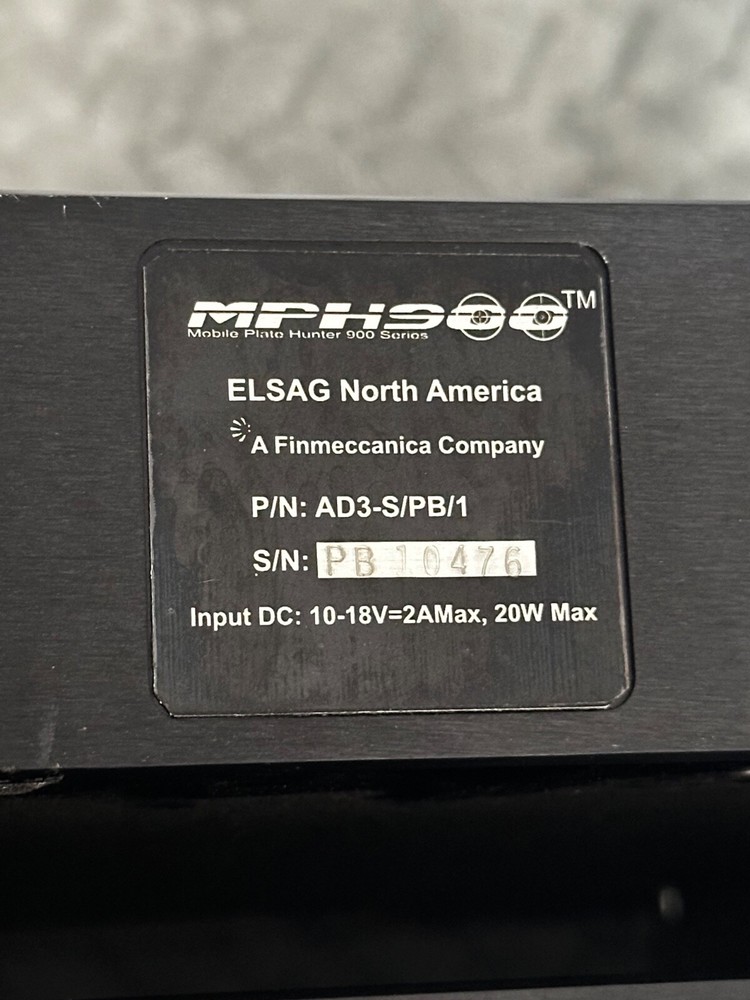 MPH900™
Mobile Plate Hunter 900 Series
ELSAG North America
A Finmeccanica Company
P/N: AD3-S/PB/1
S/N: PB 10476
Input DC: 10-18V=2AMax, 20W Max